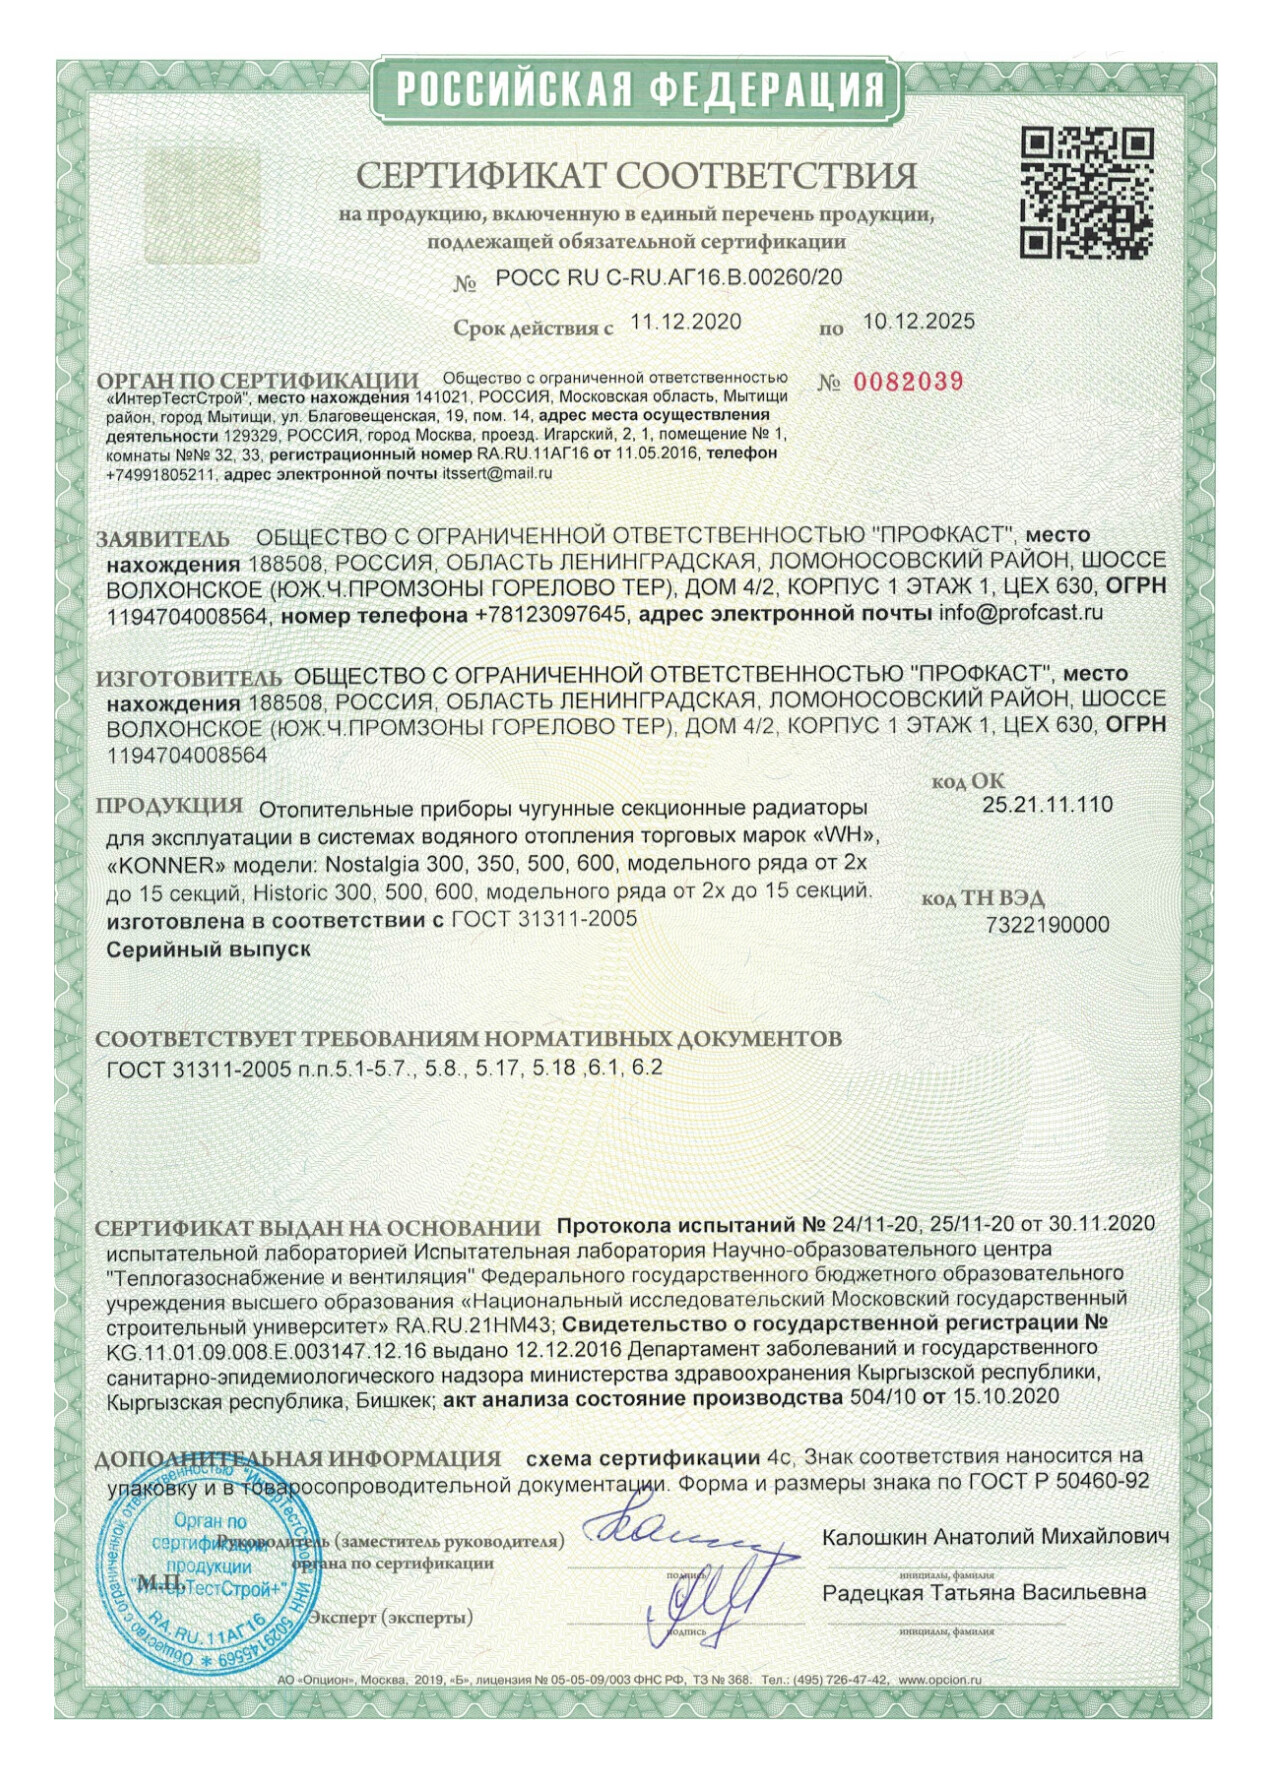 РОССИЙСКАЯ ФЕДЕРАЦИЯ
СЕРТИФИКАТ СООТВЕТСТВИЯ
на продукцию, включенную в единый перечень продукции,
подлежащей обязательной сертификации
№ РОСС RU С-RU.АГ16.В.00260/20
Срок действия с 11.12.2020 по 10.12.2025
№ 0082039
ОРГАН ПО СЕРТИФИКАЦИИ Общество с ограниченной ответственностью
«ИнтерТестСтрой", место нахождения 141021, РОССИЯ, Московская область, Мытищи
район, город Мытищи, ул. Благовещенская, 19, пом. 14, адрес места осуществления
деятельности 129329, РОССИЯ, город Москва, проезд. Игарский, 2, 1, помещение № 1,
комнаты №№ 32, 33, регистрационный номер RA.RU.11АГ16 от 11.05.2016, телефон
+74991805211, адрес электронной почты itssert@mail.ru
ЗАЯВИТЕЛЬ ОБЩЕСТВО С ОГРАНИЧЕННОЙ ОТВЕТСТВЕННОСТЬЮ "ПРОФКАСТ", место
нахождения 188508, РОССИЯ, ОБЛАСТЬ ЛЕНИНГРАДСКАЯ, ЛОМОНОСОВСКИЙ РАЙОН, ШОССЕ
ВОЛХОНСКОЕ (ЮЖ.Ч.ПРОМЗОНЫ ГОРЕЛОВО ТЕР), ДОМ 4/2, КОРПУС 1 ЭТАЖ 1, ЦЕХ 630, ОГРН
1194704008564, номер телефона +78123097645, адрес электронной почты info@profcast.ru
ИЗГОТОВИТЕЛЬ ОБЩЕСТВО С ОГРАНИЧЕННОЙ ОТВЕТСТВЕННОСТЬЮ "ПРОФКАСТ", место
нахождения 188508, РОССИЯ, ОБЛАСТЬ ЛЕНИНГРАДСКАЯ, ЛОМОНОСОВСКИЙ РАЙОН, ШОССЕ
ВОЛХОНСКОЕ (ЮЖ.Ч.ПРОМЗОНЫ ГОРЕЛОВО ТЕР), ДОМ 4/2, КОРПУС 1 ЭТАЖ 1, ЦЕХ 630, ОГРН
1194704008564
код ОК
25.21.11.110
ПРОДУКЦИЯ Отопительные приборы чугунные секционные радиаторы
для эксплуатации в системах водяного отопления торговых марок «WH»,
«KONNER» модели: Nostalgia 300, 350, 500, 600, модельного ряда от 2х
до 15 секций, Historic 300, 500, 600, модельного ряда от 2х до 15 секций.
изготовлена в соответствии с ГОСТ 31311-2005
Серийный выпуск
код ТН ВЭД
7322190000
СООТВЕТСТВУЕТ ТРЕБОВАНИЯМ НОРМАТИВНЫХ ДОКУМЕНТОВ
ГОСТ 31311-2005 п.п.5.1-5.7., 5.8., 5.17, 5.18 ,6.1, 6.2
СЕРТИФИКАТ ВЫДАН НА ОСНОВАНИИ Протокола испытаний № 24/11-20, 25/11-20 от 30.11.2020
испытательной лабораторией Испытательная лаборатория Научно-образовательного центра
"Теплогазоснабжение и вентиляция" Федерального государственного бюджетного образовательного
учреждения высшего образования «Национальный исследовательский Московский государственный
строительный университет» RA.RU.21НМ43; Свидетельство о государственной регистрации №
KG.11.01.09.008.Е.003147.12.16 выдано 12.12.2016 Департамент заболеваний и государственного
санитарно-эпидемиологического надзора министерства здравоохранения Кыргызской республики,
Кыргызская республика, Бишкек; акт анализа состояние производства 504/10 от 15.10.2020
ДОПОЛНИТЕЛЬНАЯ ИНФОРМАЦИЯ схема сертификации 4с, Знак соответствия наносится на
упаковку и в товаросопроводительной документации. Форма и размеры знака по ГОСТ Р 50460-92
Руководитель (заместитель руководителя)
органа по сертификации
подпись
Калошкин Анатолий Михайлович
инициалы, фамилия
М.П.
Эксперт (эксперты)
подпись
Радецкая Татьяна Васильевна
инициалы, фамилия
Общество с ограниченной ответственностью "ИнтерТестСтрой" ИНН 5029145569 *
Орган по
сертификации
продукции
"ИнтерТестСтрой+"
RA.RU.11АГ16
АО «Опцион», Москва, 2019, «Б», лицензия № 05-05-09/003 ФНС РФ, ТЗ № 368. Тел.: (495) 726-47-42, www.opcion.ru